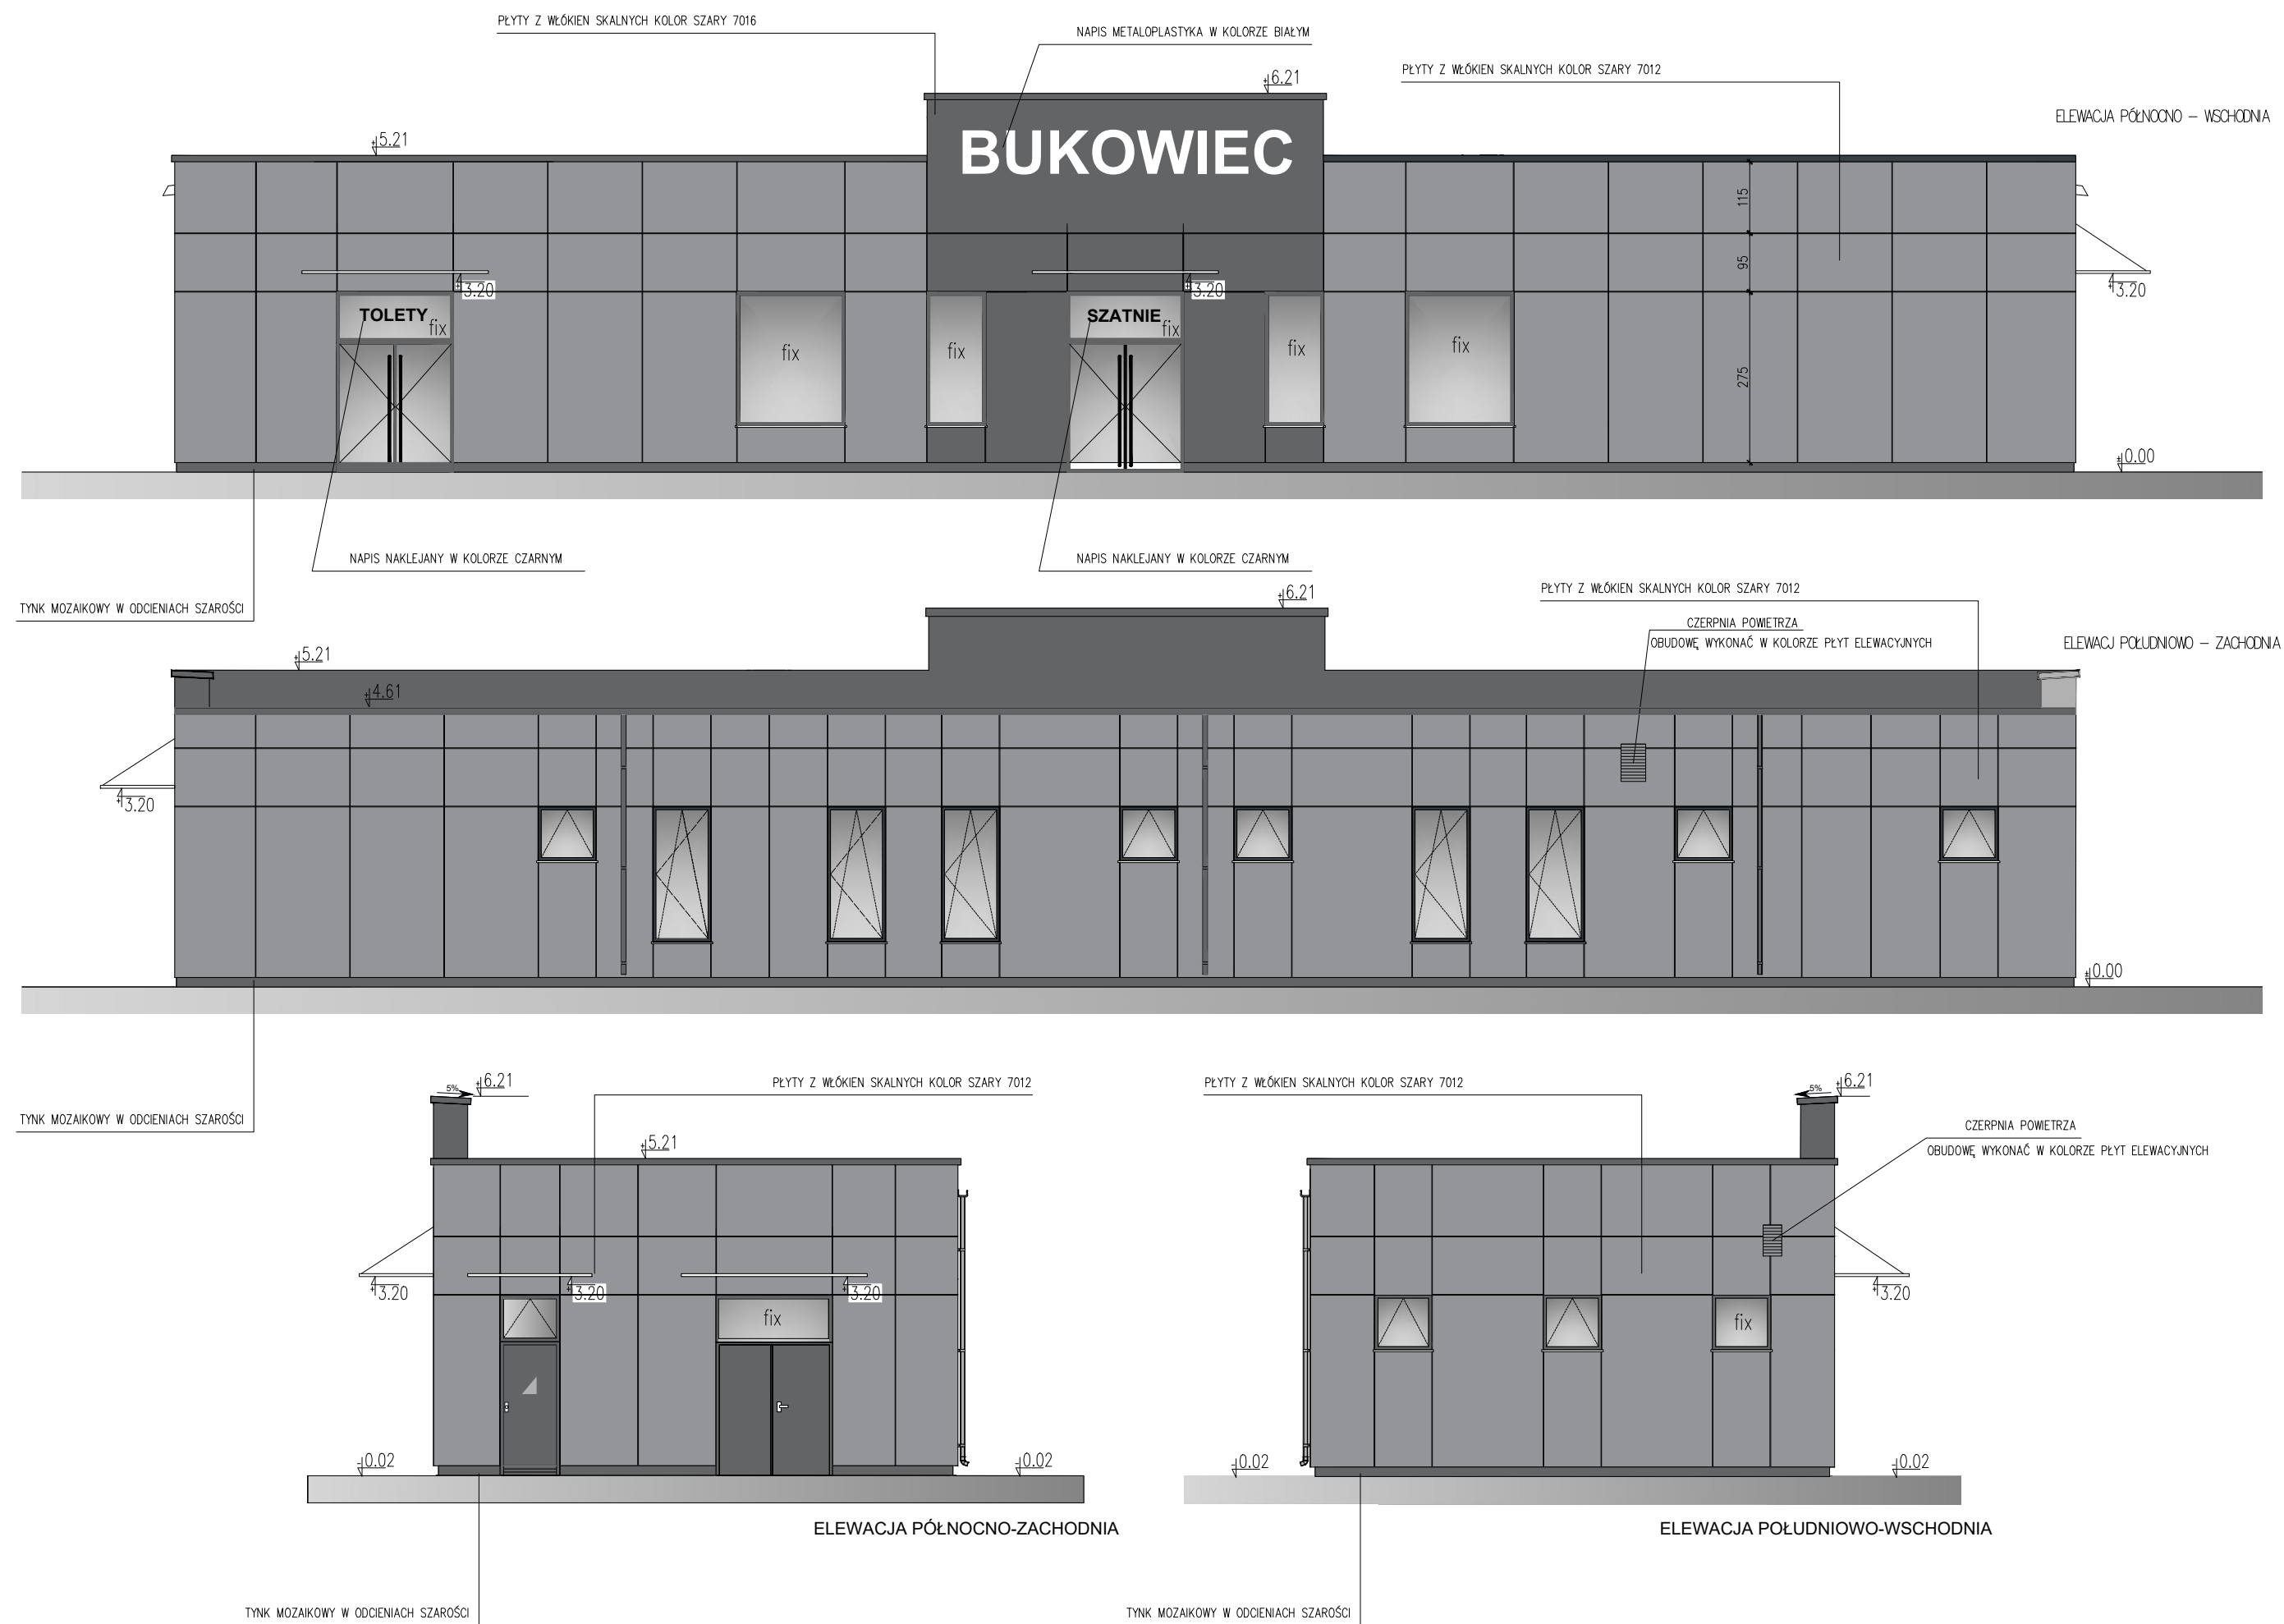 PŁYTY Z WŁÓKIEN SKALNYCH KOLOR SZARY 7016
NAPIS METALOPLASTYKA W KOLORZE BIAŁYM
PŁYTY Z WŁÓKIEN SKALNYCH KOLOR SZARY 7012
ELEWACJA PÓŁNOCNO – WSCHODNIA
+6.21
+5.21
BUKOWIEC
115
95
275
+3.20
+3.20
+3.20
TOLETY
fix
fix
fix
SZATNIE
fix
fix
fix
±0.00
NAPIS NAKLEJANY W KOLORZE CZARNYM
NAPIS NAKLEJANY W KOLORZE CZARNYM
TYNK MOZAIKOWY W ODCIENIACH SZAROŚCI
+6.21
PŁYTY Z WŁÓKIEN SKALNYCH KOLOR SZARY 7012
CZERPNIA POWIETRZA
OBUDOWĘ WYKONAĆ W KOLORZE PŁYT ELEWACYJNYCH
ELEWACJ POŁUDNIOWO – ZACHODNIA
+5.21
+4.61
+3.20
±0.00
TYNK MOZAIKOWY W ODCIENIACH SZAROŚCI
5%
+6.21
PŁYTY Z WŁÓKIEN SKALNYCH KOLOR SZARY 7012
+5.21
+3.20
+3.20
+3.20
fix
-0.02
-0.02
ELEWACJA PÓŁNOCNO-ZACHODNIA
TYNK MOZAIKOWY W ODCIENIACH SZAROŚCI
PŁYTY Z WŁÓKIEN SKALNYCH KOLOR SZARY 7012
5%
+6.21
CZERPNIA POWIETRZA
OBUDOWĘ WYKONAĆ W KOLORZE PŁYT ELEWACYJNYCH
+3.20
fix
-0.02
-0.02
ELEWACJA POŁUDNIOWO-WSCHODNIA
TYNK MOZAIKOWY W ODCIENIACH SZAROŚCI